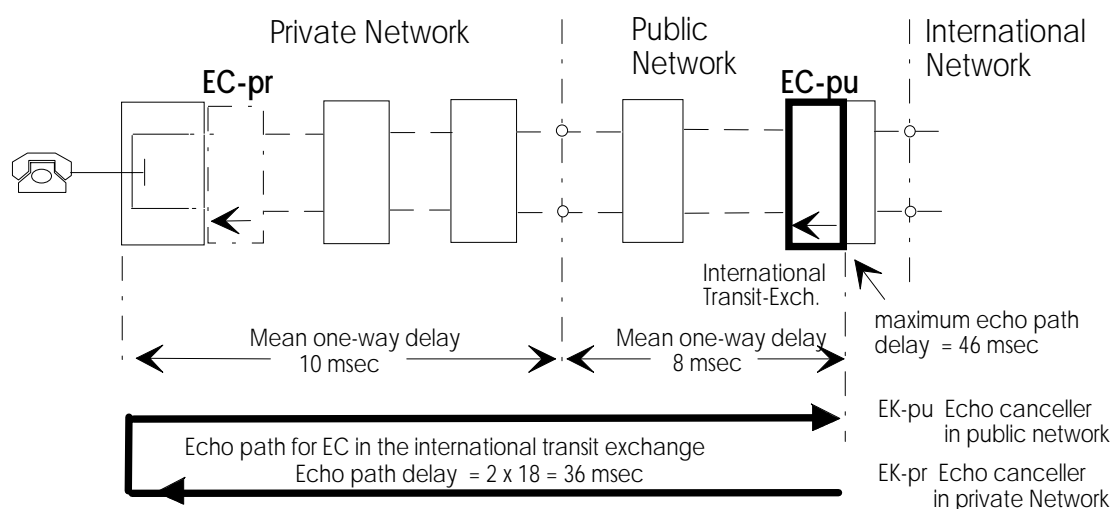 Private Network
Public
Network
International
Network
EC-pr
EC-pu
International
Transit-Exch.
maximum echo path
delay = 46 msec
Mean one-way delay
10 msec
Mean one-way delay
8 msec
Echo path for EC in the international transit exchange
Echo path delay = 2 x 18 = 36 msec
EK-pu Echo canceller
in public network
EK-pr Echo canceller
in private Network